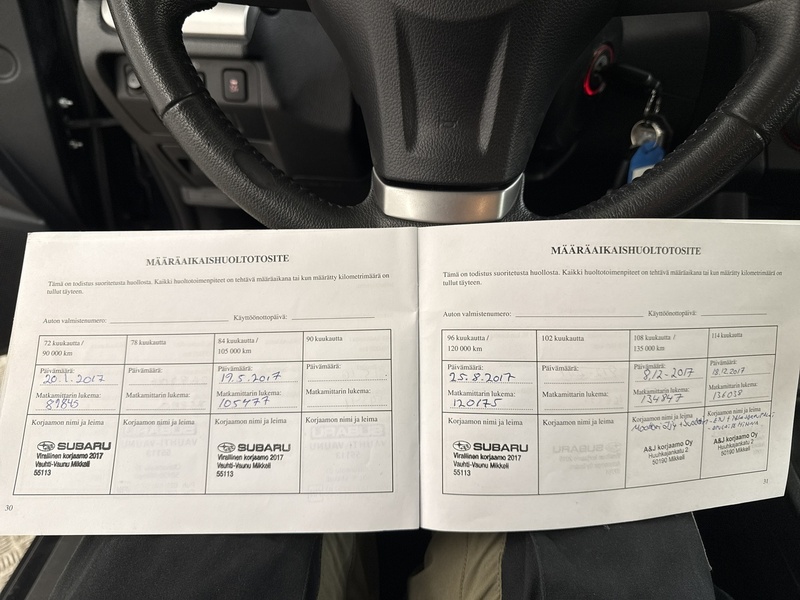 MÄÄRÄAIKAISHUOLTOTOSITE
Tämä on todistus suoritetusta huollosta. Kaikki huoltotoimenpiteet on tehtävä määräaikana tai kun määrätty kilometrimäärä on
tullut täyteen.
Auton valmistenumero: Käyttöönottopäivä:
72 kuukautta / 90 000 km
78 kuukautta
84 kuukautta / 105 000 km
90 kuukautta
Päivämäärä: 20.1.2017
Päivämäärä:
Päivämäärä: 19.5.2017
Päivämäärä:
Matkamittarin lukema: 89845
Matkamittarin lukema:
Matkamittarin lukema: 105477
Matkamittarin lukema:
Korjaamon nimi ja leima
Korjaamon nimi ja leima
Korjaamon nimi ja leima
Korjaamon nimi ja leima
SUBARU
Virallinen korjaamo 2017
Vauhti-Vaunu Mikkeli
55113
SUBARU
Virallinen korjaamo 2017
Vauhti-Vaunu Mikkeli
55113
30
MÄÄRÄAIKAISHUOLTOTOSITE
Tämä on todistus suoritetusta huollosta. Kaikki huoltotoimenpiteet on tehtävä määräaikana tai kun määrätty kilometrimäärä on
tullut täyteen.
Auton valmistenumero: Käyttöönottopäivä:
96 kuukautta / 120 000 km
102 kuukautta
108 kuukautta / 135 000 km
114 kuukautta
Päivämäärä: 25.8.2017
Päivämäärä:
Päivämäärä: 8/12-2017
Päivämäärä: 18.12.2017
Matkamittarin lukema: 120175
Matkamittarin lukema:
Matkamittarin lukema: 134847
Matkamittarin lukema: 136038
Korjaamon nimi ja leima
Korjaamon nimi ja leima
Korjaamon nimi ja leima
Korjaamon nimi ja leima
SUBARU
Virallinen korjaamo 2017
Vauhti-Vaunu Mikkeli
55113
A&J korjaamo Oy
Huuhkajankatu 2
50190 Mikkeli
A&J korjaamo Oy
Huuhkajankatu 2
50190 Mikkeli
31